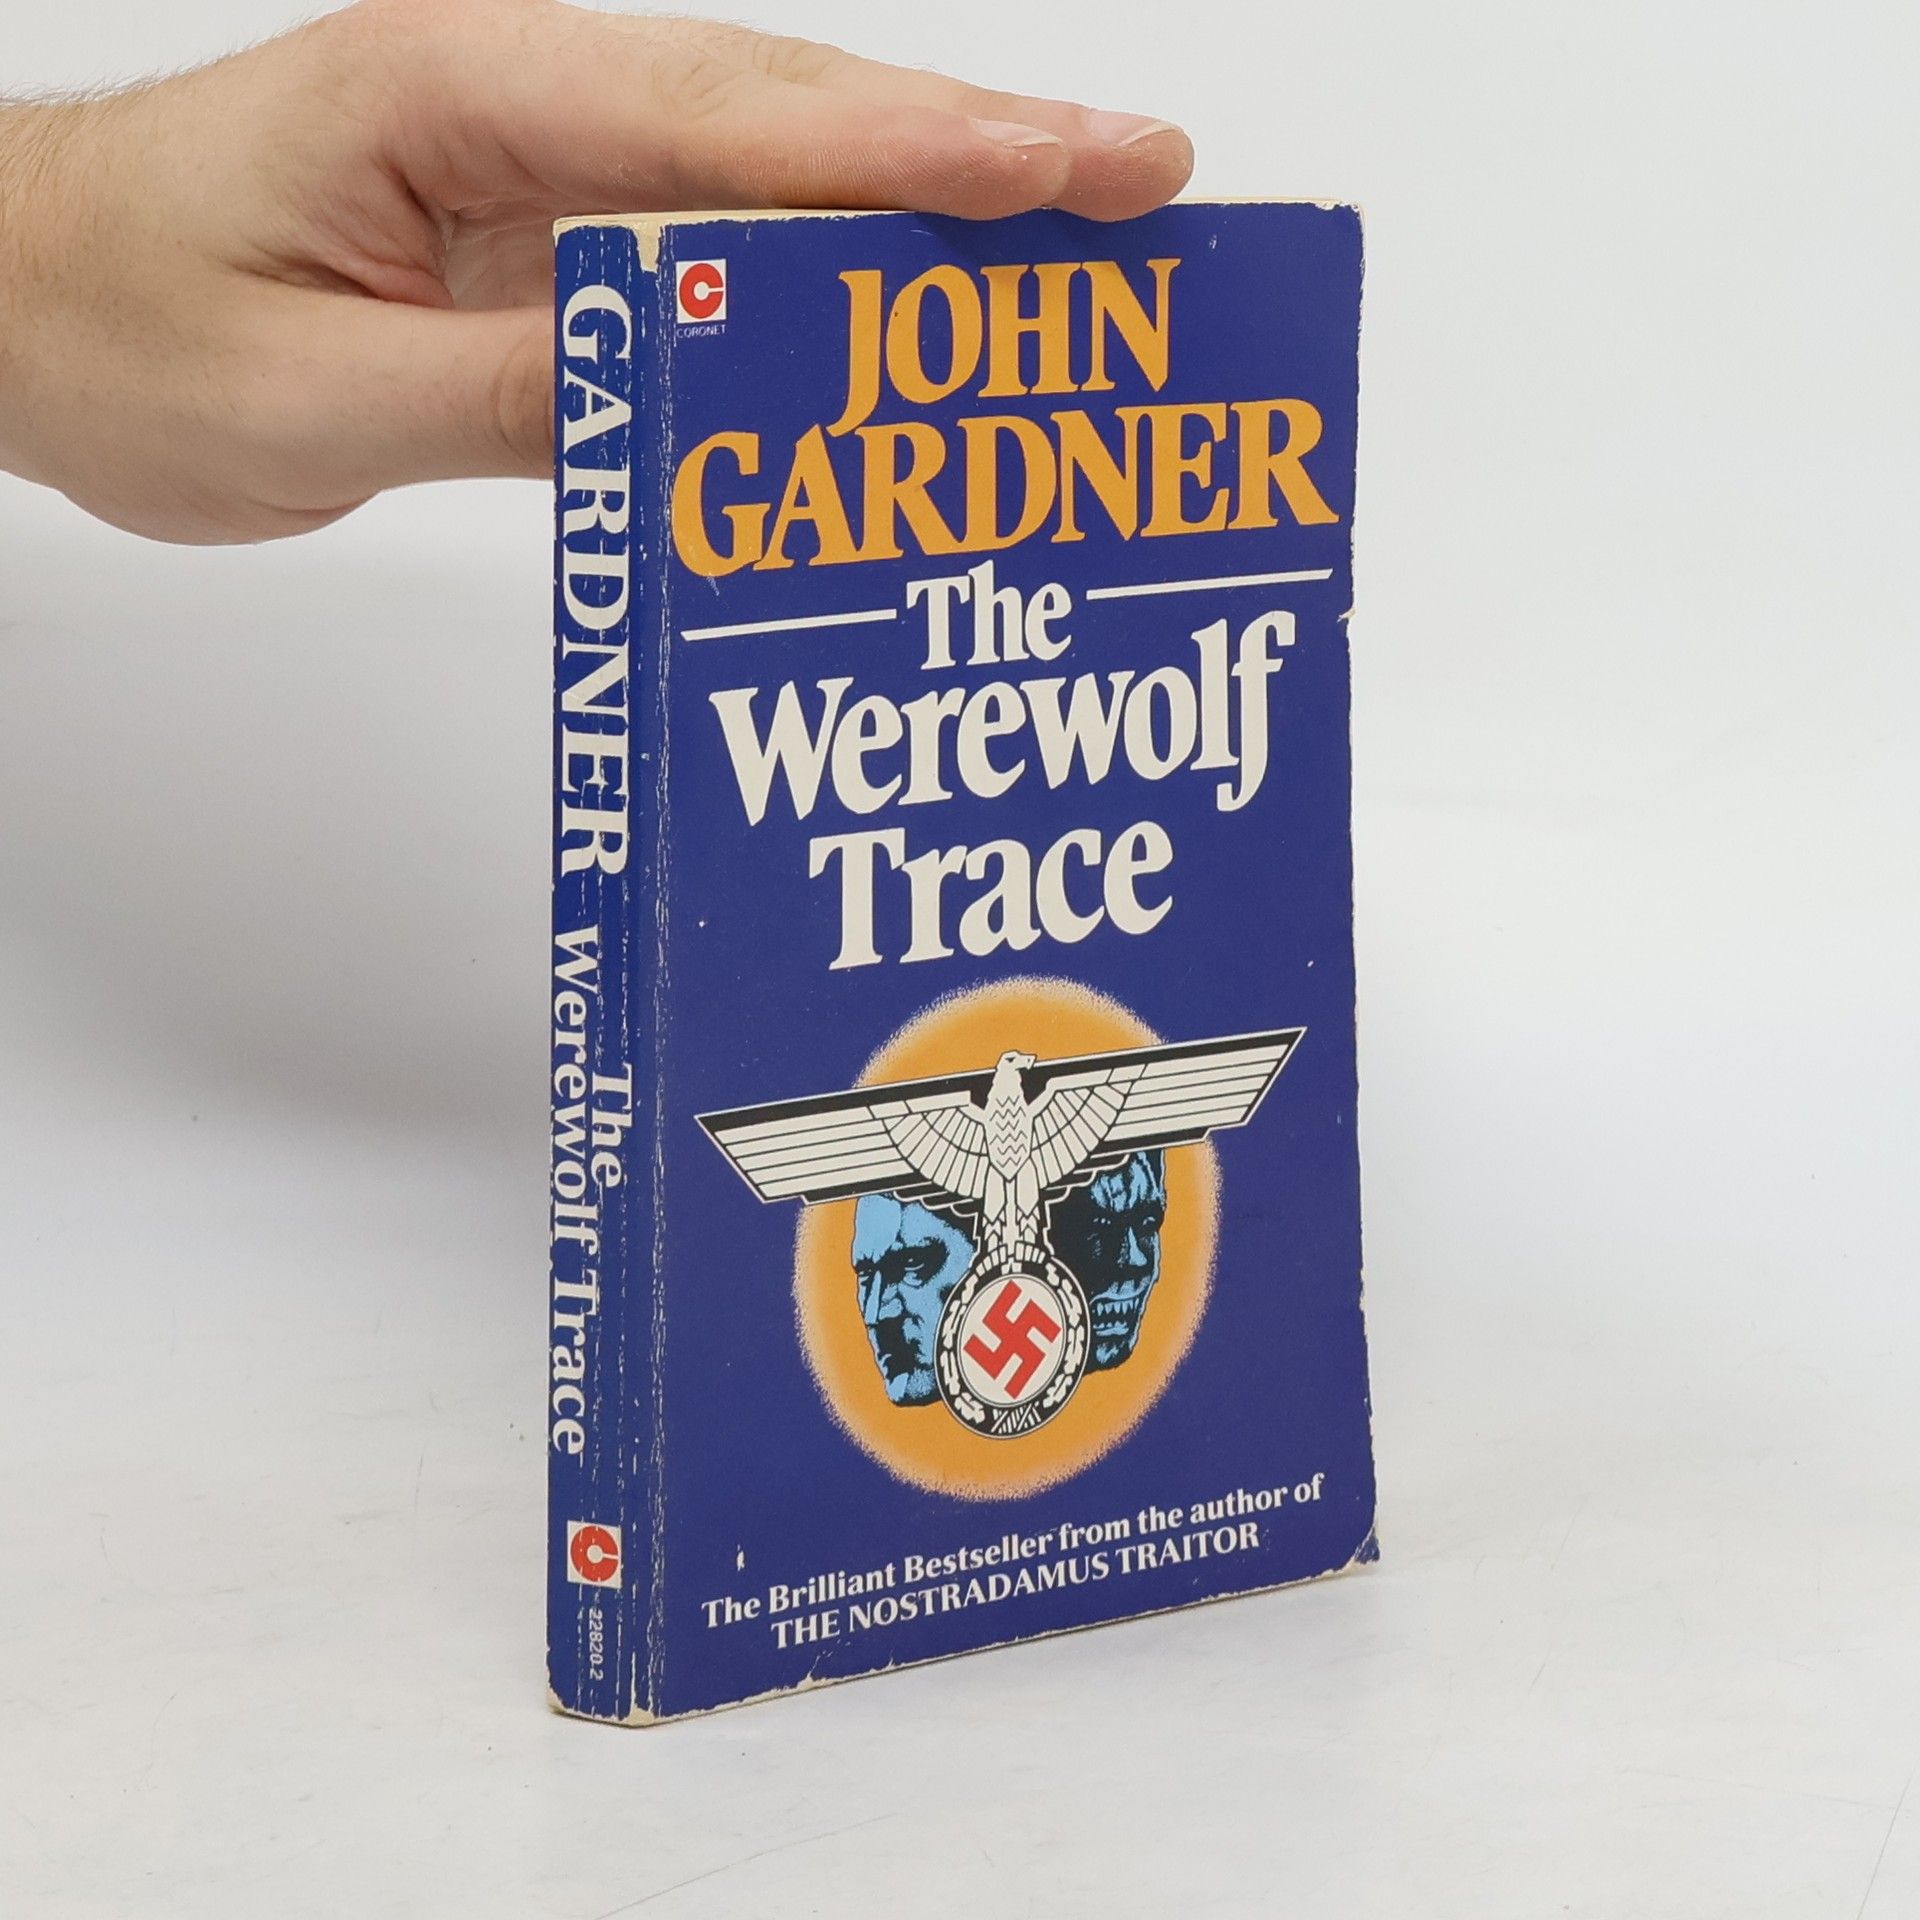 CORONET
JOHN
GARDNER
The
Werewolf
Trace
The Brilliant Bestseller from the author of
THE NOSTRADAMUS TRAITOR
GARDNER
The
Werewolf Trace
22820 2